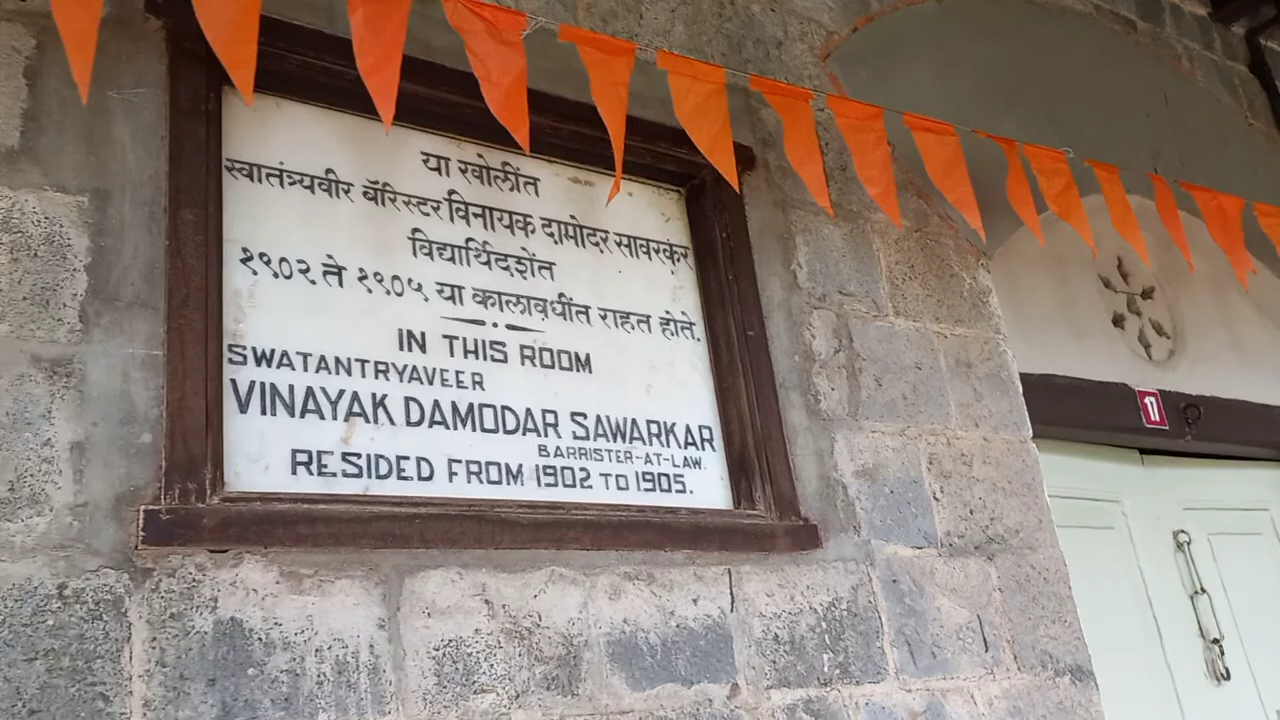 या खोलींत
स्वातंत्र्यवीर बॅरिस्टर विनायक दामोदर सावरकंर
विद्यार्थिदशेंत
१९०२ ते १९०५ या कालावधींत राहत होते.
IN THIS ROOM
SWATANTRYAVEER
VINAYAK DAMODAR SAWARKAR
BARRISTER-AT-LAW.
RESIDED FROM 1902 TO 1905.
17